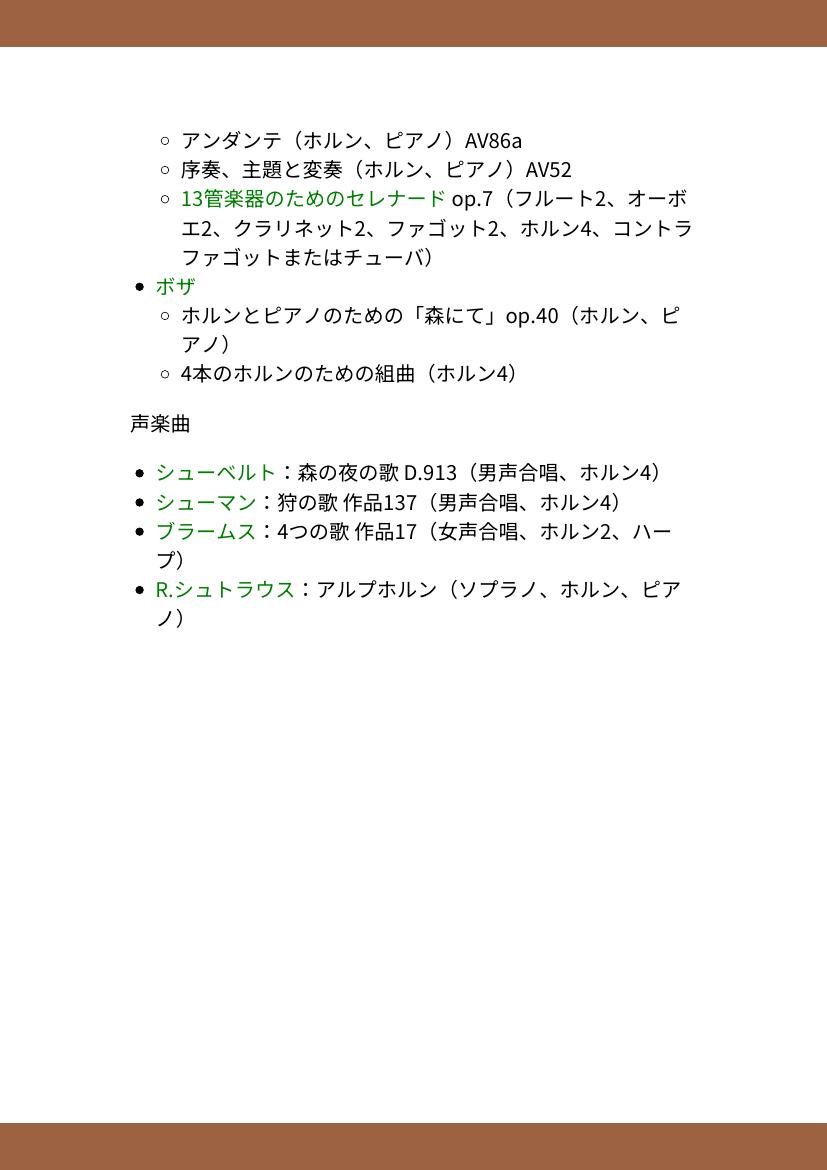 アンダンテ（ホルン、ピアノ）AV86a
序奏、主題と変奏（ホルン、ピアノ）AV52
13管楽器のためのセレナード op.7（フルート2、オーボ
エ2、クラリネット2、ファゴット2、ホルン4、コントラ
ファゴットまたはチューバ）
ボザ
ホルンとピアノのための「森にて」op.40（ホルン、ピ
アノ）
4本のホルンのための組曲（ホルン4）
声楽曲
シューベルト：森の夜の歌 D.913（男声合唱、ホルン4）
シューマン：狩の歌 作品137（男声合唱、ホルン4）
ブラームス：4つの歌 作品17（女声合唱、ホルン2、ハー
プ）
R.シュトラウス：アルプホルン（ソプラノ、ホルン、ピア
ノ）